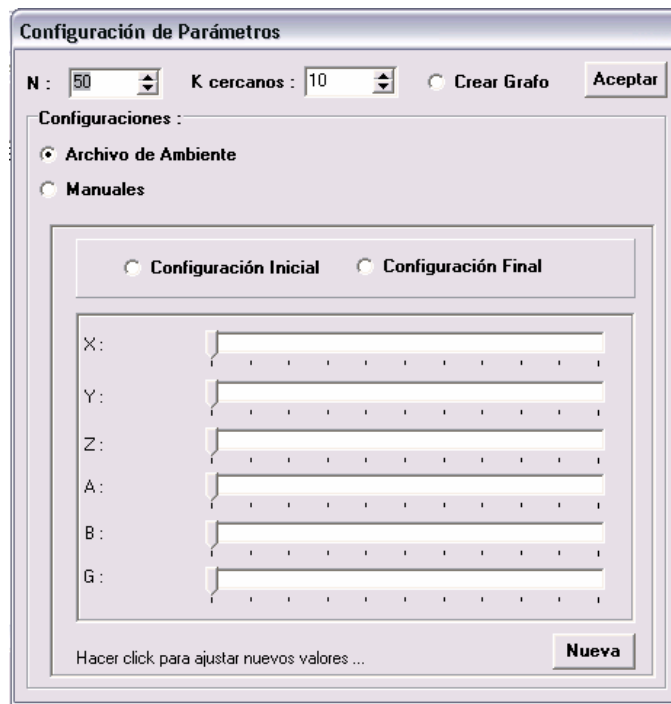 Configuración de Parámetros
N : 50 K cercanos : 10 Crear Grafo Aceptar
Configuraciones :
Archivo de Ambiente
Manuales
Configuración Inicial Configuración Final
X :
Y :
Z :
A :
B :
G :
Hacer click para ajustar nuevos valores ... Nueva